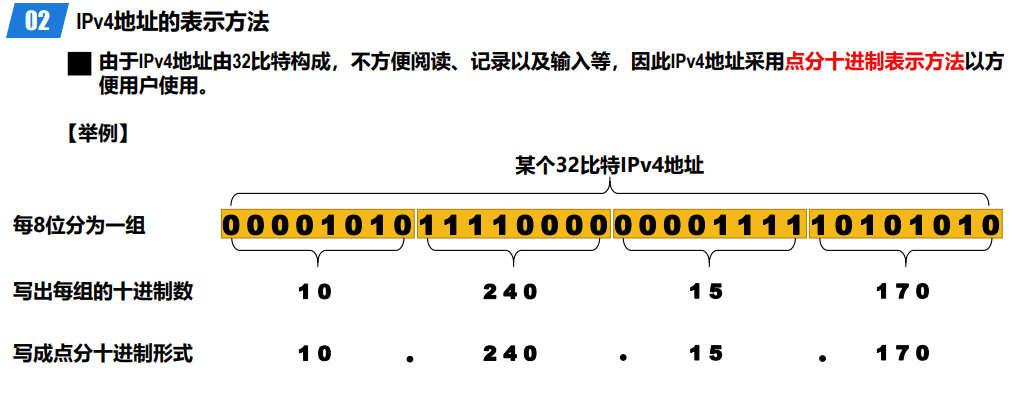 02 IPv4地址的表示方法
由于IPv4地址由32比特构成，不方便阅读、记录以及输入等，因此IPv4地址采用点分十进制表示方法以方
便用户使用。
【举例】
某个32比特IPv4地址
每8位分为一组 00001010 11110000 00001111 10101010
写出每组的十进制数 10 240 15 170
写成点分十进制形式 10 . 240 . 15 . 170